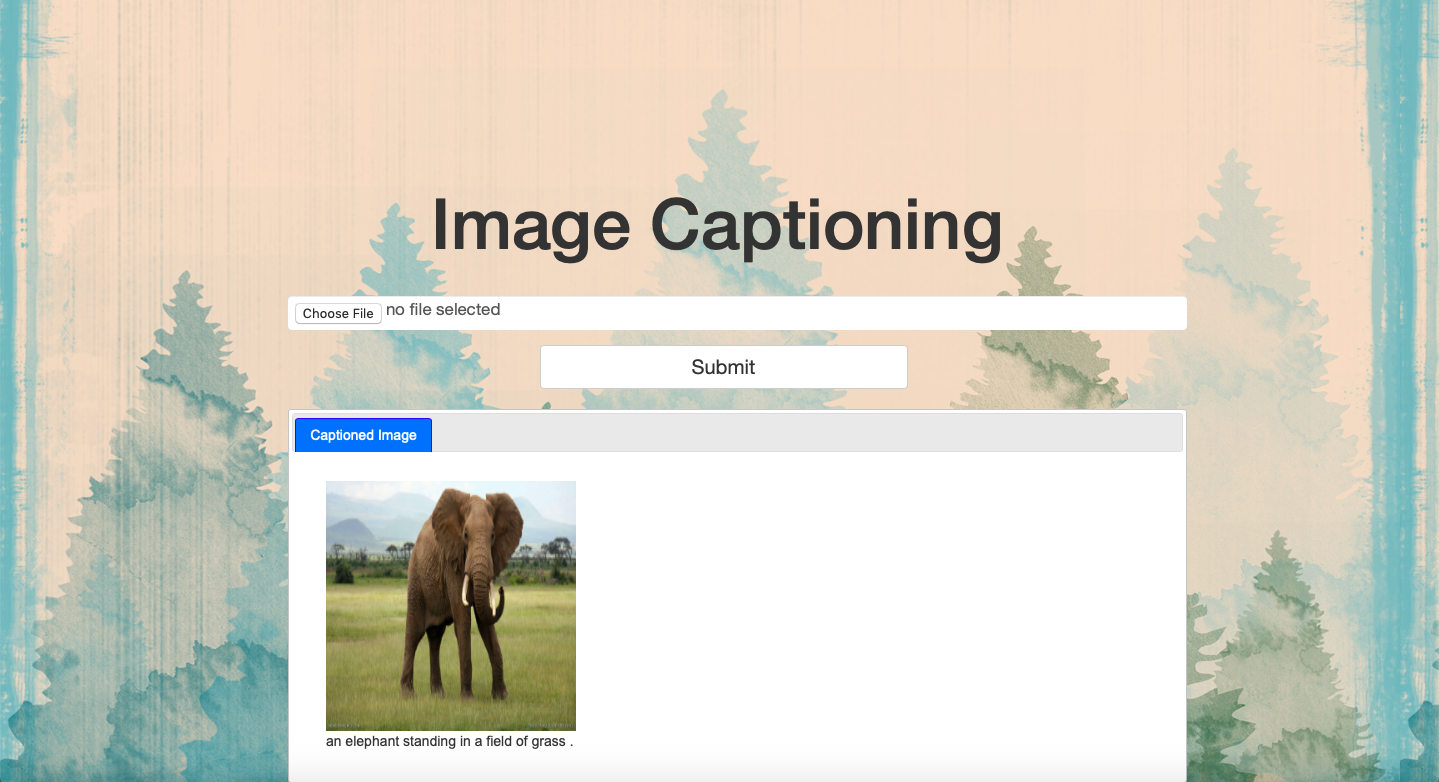 Image Captioning
Choose File no file selected
Submit
Captioned Image
an elephant standing in a field of grass .